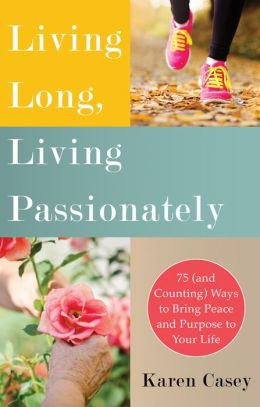 Living
Long,
Living
Passionately
75 (and
Counting) Ways
to Bring Peace
and Purpose to
Your Life
Karen Casey